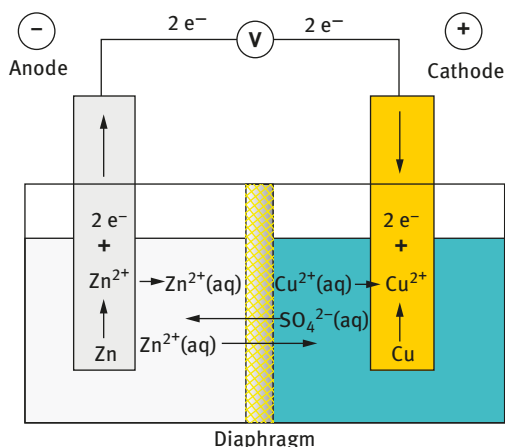 2 e⁻
V
2 e⁻
−
+
Anode
Cathode
2 e⁻
+
Zn²⁺
Zn²⁺(aq)
Cu²⁺(aq)
2 e⁻
+
Cu²⁺
SO₄²⁻(aq)
Zn
Zn²⁺(aq)
Cu
Diaphragm